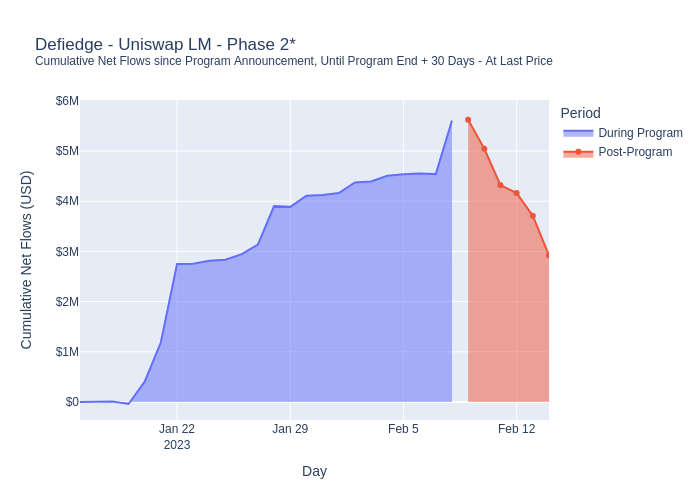 Defiedge - Uniswap LM - Phase 2*
Cumulative Net Flows since Program Announcement, Until Program End + 30 Days - At Last Price
Period
During Program
Post-Program
Cumulative Net Flows (USD)
$6M
$5M
$4M
$3M
$2M
$1M
$0
Jan 22
2023
Jan 29
Feb 5
Feb 12
Day